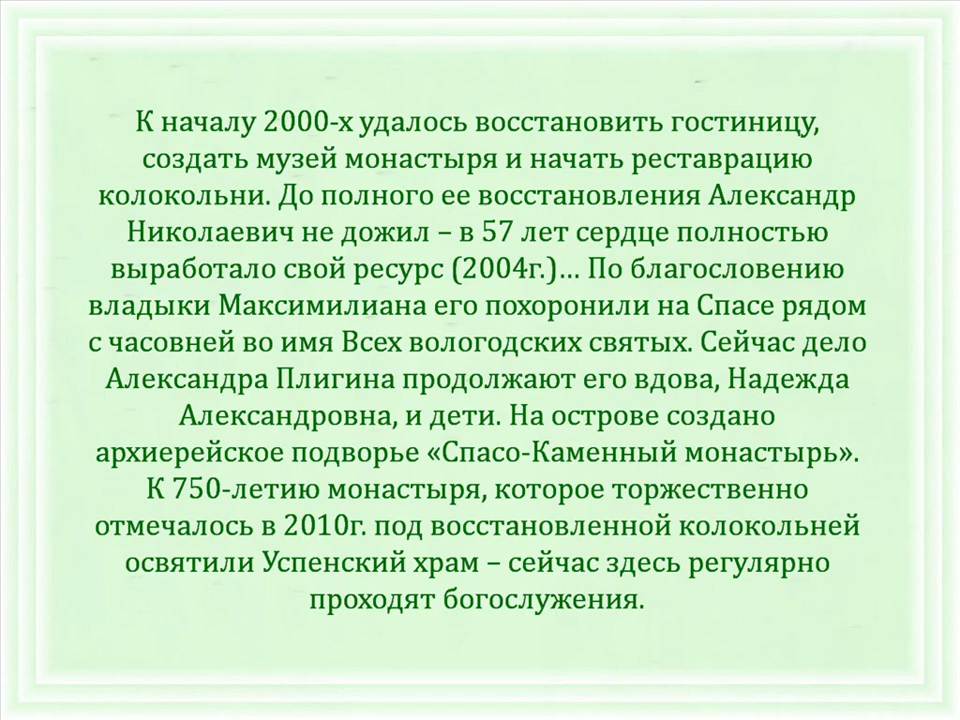 К началу 2000-х удалось восстановить гостиницу,
создать музей монастыря и начать реставрацию
колокольни. До полного ее восстановления Александр
Николаевич не дожил – в 57 лет сердце полностью
выработало свой ресурс (2004г.)… По благословению
владыки Максимилиана его похоронили на Спасе рядом
с часовней во имя Всех вологодских святых. Сейчас дело
Александра Плигина продолжают его вдова, Надежда
Александровна, и дети. На острове создано
архиерейское подворье «Спасо-Каменный монастырь».
К 750-летию монастыря, которое торжественно
отмечалось в 2010г. под восстановленной колокольней
освятили Успенский храм – сейчас здесь регулярно
проходят богослужения.